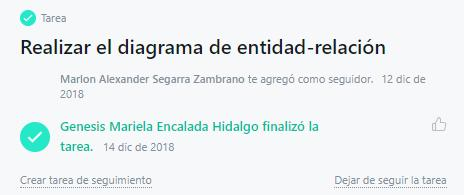 Tarea
Realizar el diagrama de entidad-relación
Marlon Alexander Segarra Zambrano te agregó como seguidor. 12 dic de
2018
Genesis Mariela Encalada Hidalgo finalizó la
tarea. 14 dic de 2018
Crear tarea de seguimiento Dejar de seguir la tarea